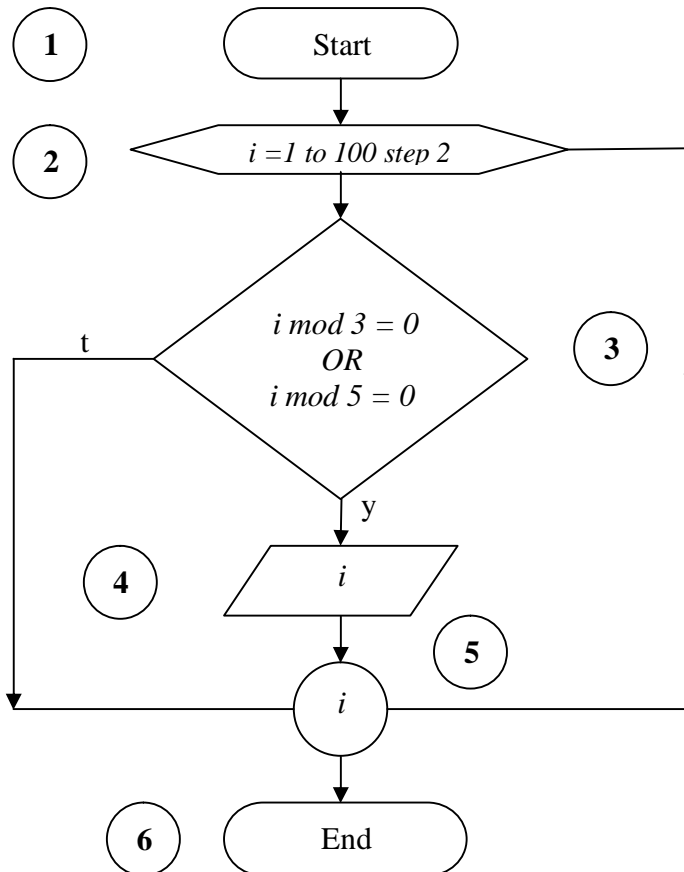 1
Start
2
i =1 to 100 step 2
t
i mod 3 = 0
OR
i mod 5 = 0
3
y
4
i
5
i
6
End